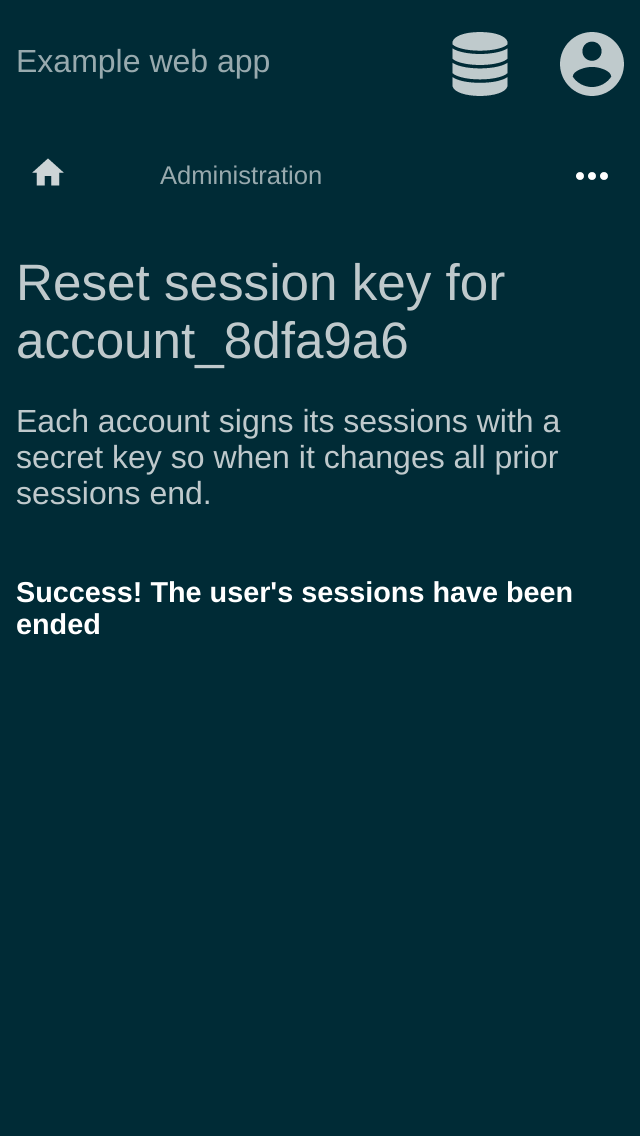 Example web app
Administration
Reset session key for
account_8dfa9a6
Each account signs its sessions with a
secret key so when it changes all prior
sessions end.
Success! The user's sessions have been
ended